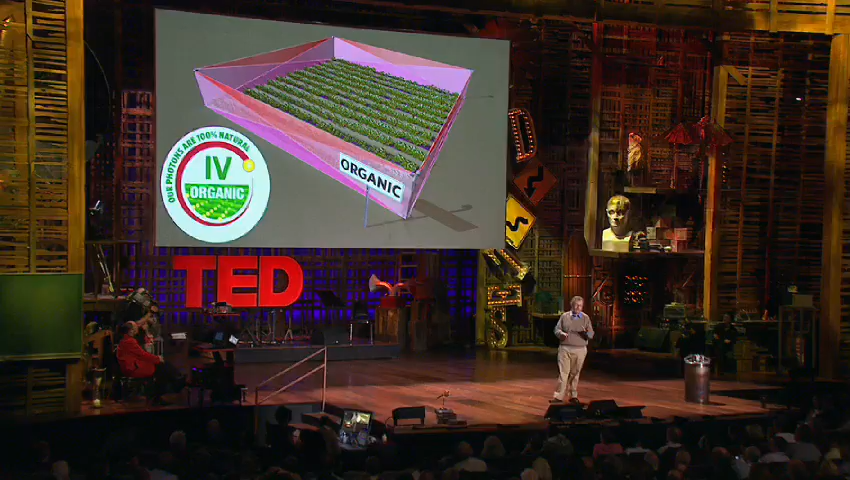 OUR PHOTONS ARE 100% NATURAL
IV
ORGANIC
ORGANIC
TED